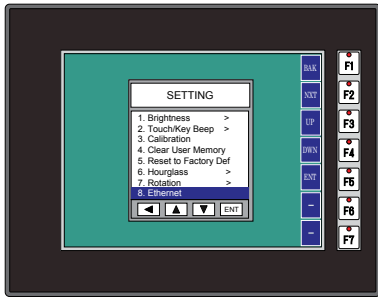 SETTING
1. Brightness >
2. Touch/Key Beep >
3. Calibration
4. Clear User Memory
5. Reset to Factory Def
6. Hourglass >
7. Rotation >
8. Ethernet
ENT
BAK
NXT
UP
DWN
ENT
–
–
F1
F2
F3
F4
F5
F6
F7